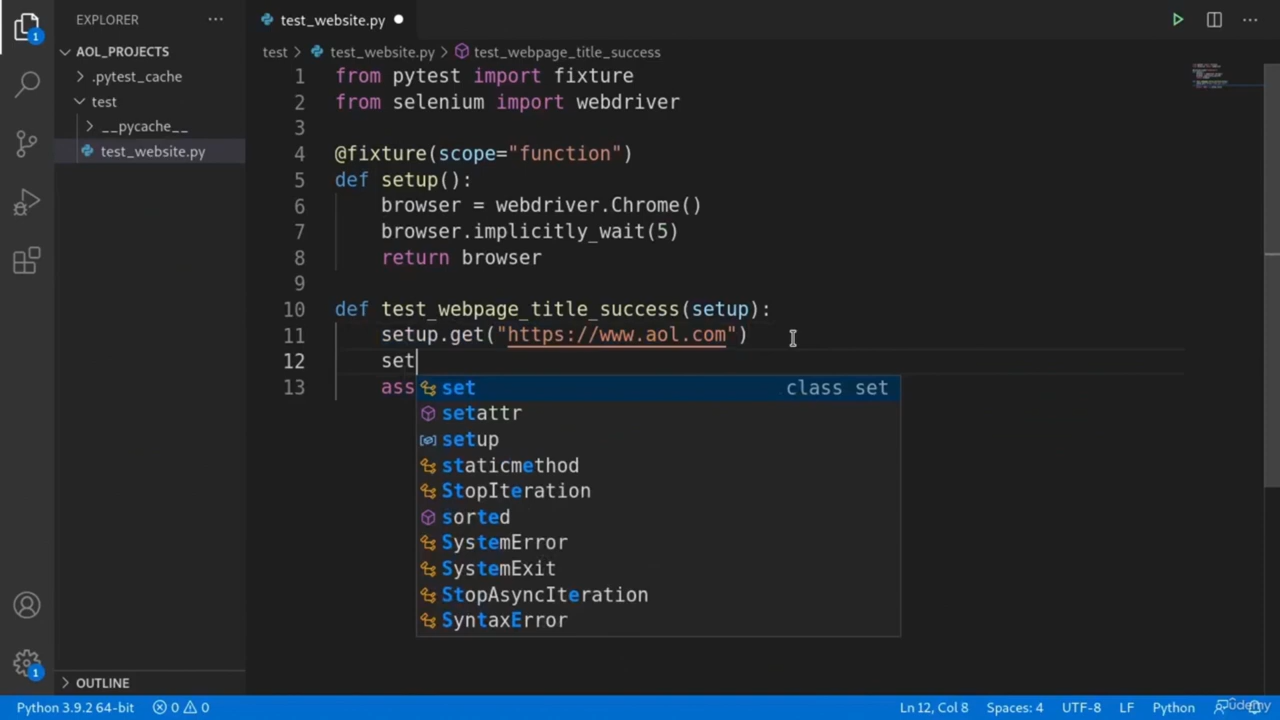 EXPLORER
AOL_PROJECTS
.pytest_cache
test
__pycache__
test_website.py
OUTLINE
1
1
test_website.py
test > test_website.py > test_webpage_title_success
1 from pytest import fixture
2 from selenium import webdriver
3
4 @fixture(scope="function")
5 def setup():
6 browser = webdriver.Chrome()
7 browser.implicitly_wait(5)
8 return browser
9
10 def test_webpage_title_success(setup):
11 setup.get("https://www.aol.com")
12 set
13 ass
set class set
setattr
setup
staticmethod
StopIteration
sorted
SystemError
SystemExit
StopAsyncIteration
SyntaxError
Python 3.9.2 64-bit 0 0 Ln 12, Col 8 Spaces: 4 UTF-8 LF Python
Udemy